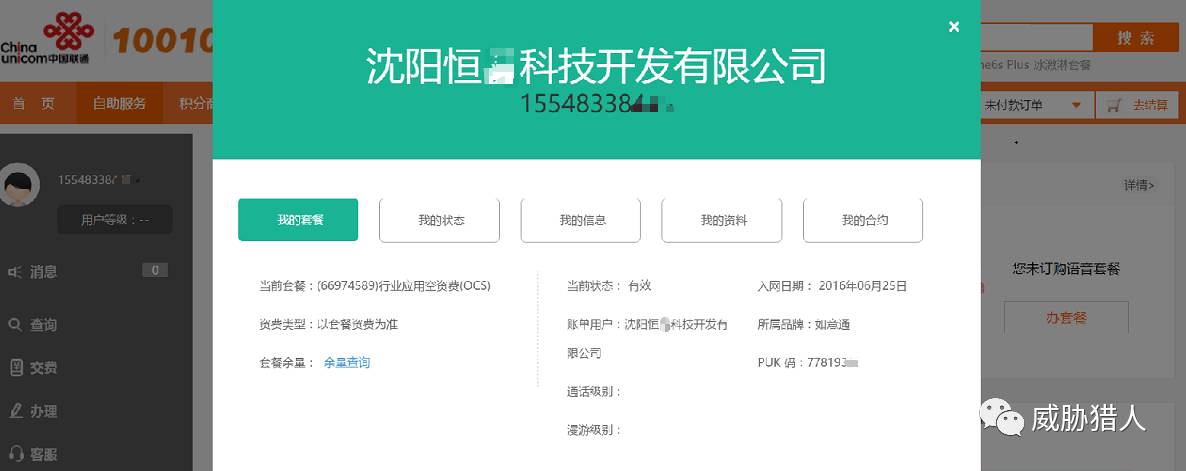 China
unicom中国联通
10010
搜 索
ne6s Plus 冰激凌套餐
首 页
自助服务
积分商
未付款订单
去结算
155483384
用户等级：--
消息
0
查询
交费
办理
客服
沈阳恒 科技开发有限公司
155483384
我的套餐
我的状态
我的信息
我的资料
我的合约
当前套餐：(66974589)行业应用空资费(OCS)
资费类型：以套餐资费为准
套餐余量： 余量查询
当前状态： 有效
账单用户：沈阳恒 科技开发有
限公司
通话级别：
漫游级别：
入网日期： 2016年06月25日
所属品牌：如意通
PUK 码：778193
详情>
您未订购语音套餐
办套餐
威胁猎人